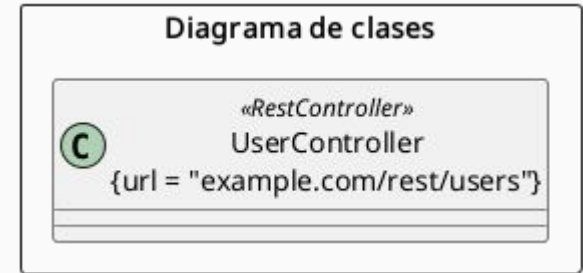 Diagrama de clases
«RestController»
C
UserController
{url = "example.com/rest/users"}